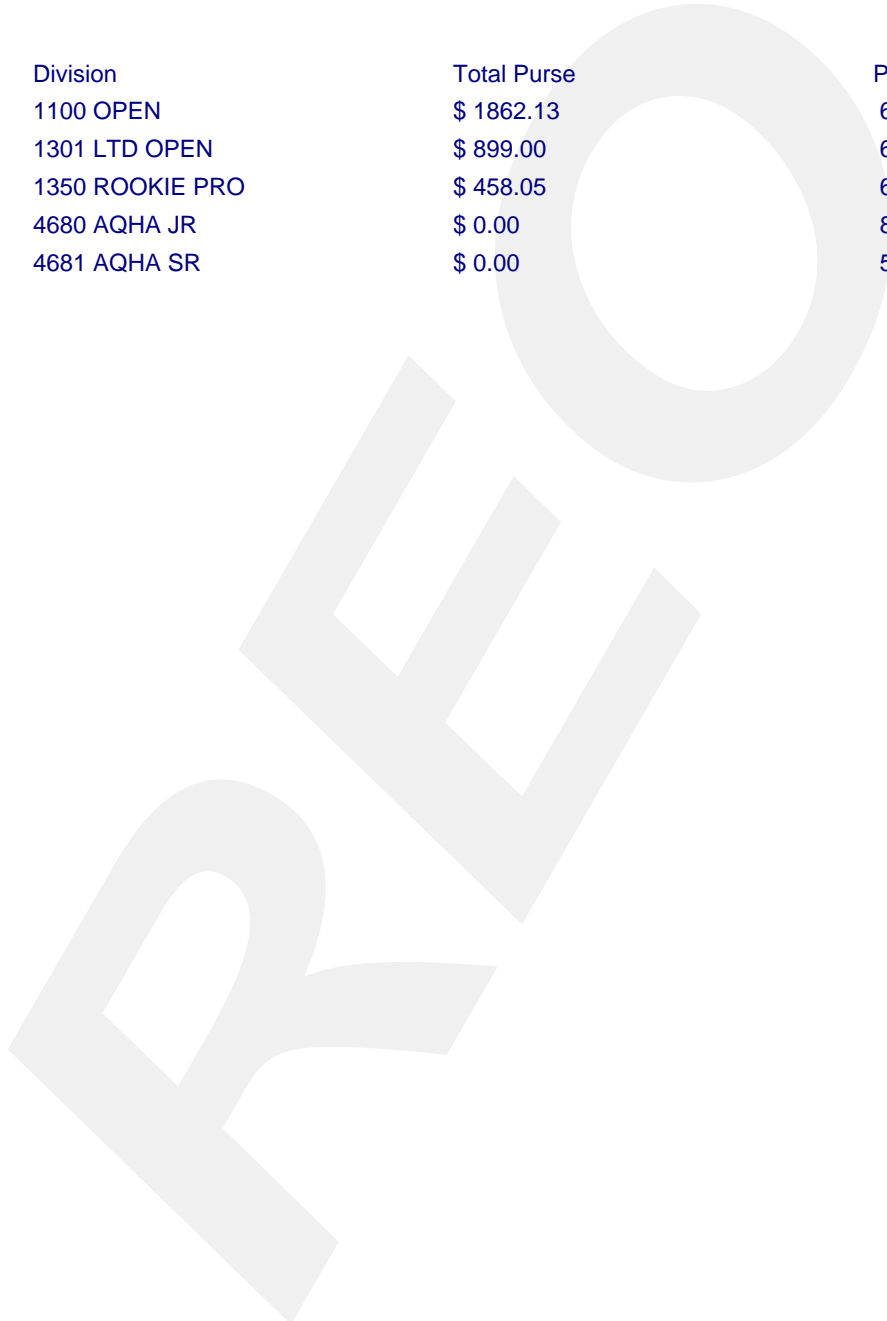 Division Total Purse
1100 OPEN $ 1862.13
1301 LTD OPEN $ 899.00
1350 ROOKIE PRO $ 458.05
4680 AQHA JR $ 0.00
4681 AQHA SR $ 0.00
REO